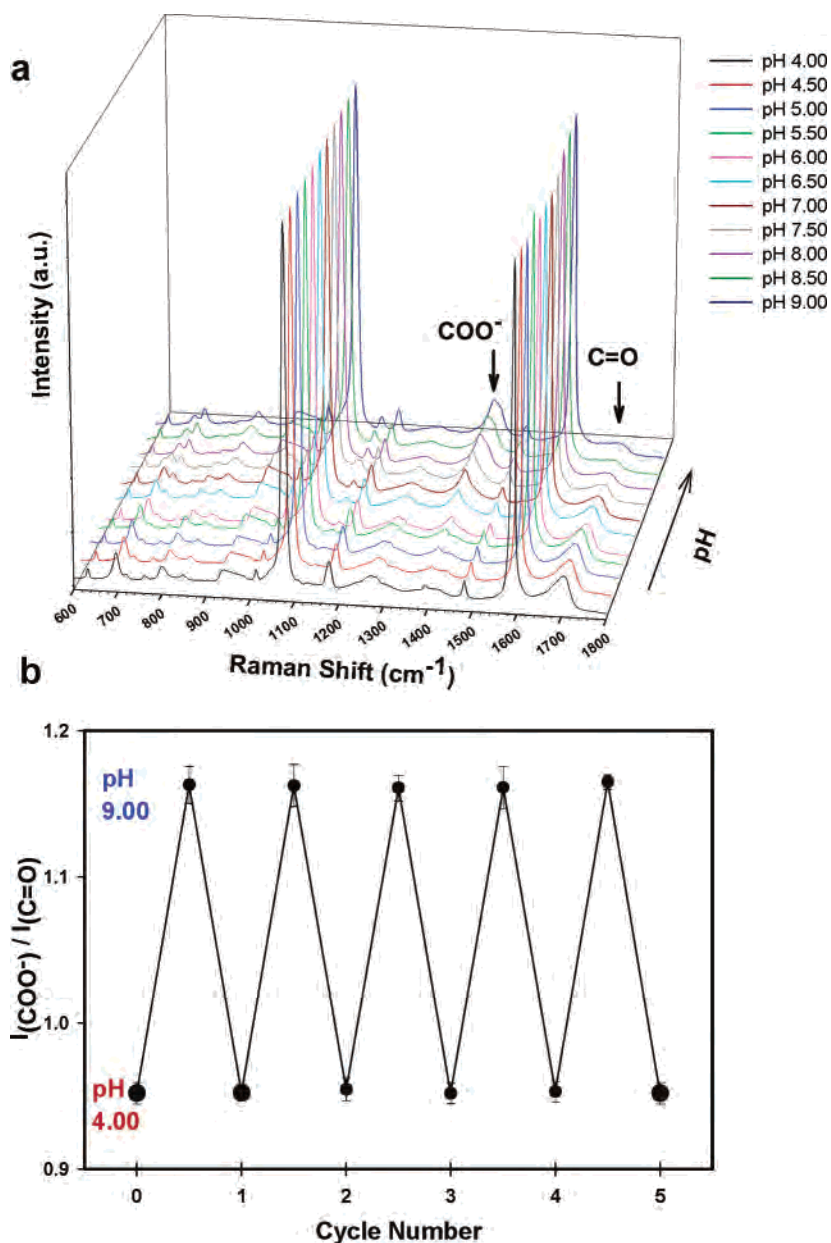 a
pH 4.00
pH 4.50
pH 5.00
pH 5.50
pH 6.00
pH 6.50
pH 7.00
pH 7.50
pH 8.00
pH 8.50
pH 9.00
Intensity (a.u.)
COO⁻
C=O
pH
600 700 800 900 1000 1100 1200 1300 1400 1500 1600 1700 1800
Raman Shift (cm⁻¹)
b
1.2
1.1
1.0
0.9
I(COO⁻) / I(C=O)
pH
9.00
pH
4.00
0 1 2 3 4 5
Cycle Number